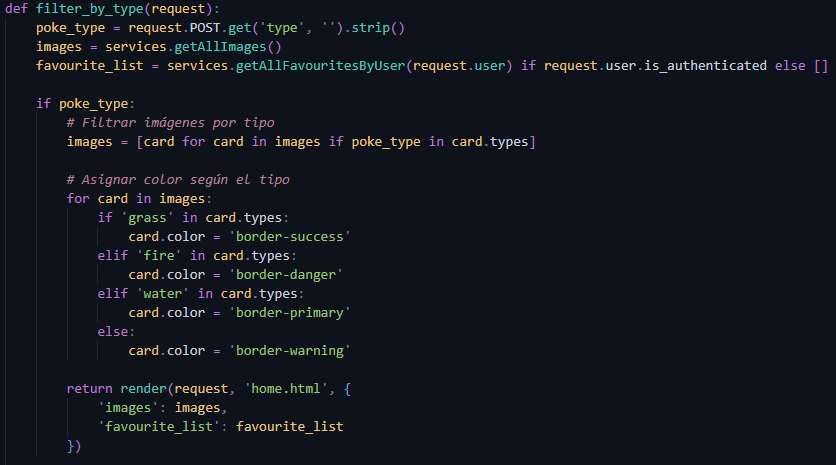 def filter_by_type(request):
    poke_type = request.POST.get('type', '').strip()
    images = services.getAllImages()
    favourite_list = services.getAllFavouritesByUser(request.user) if request.user.is_authenticated else []

    if poke_type:
        # Filtrar imágenes por tipo
        images = [card for card in images if poke_type in card.types]

        # Asignar color según el tipo
        for card in images:
            if 'grass' in card.types:
                card.color = 'border-success'
            elif 'fire' in card.types:
                card.color = 'border-danger'
            elif 'water' in card.types:
                card.color = 'border-primary'
            else:
                card.color = 'border-warning'

        return render(request, 'home.html', {
            'images': images,
            'favourite_list': favourite_list
        })